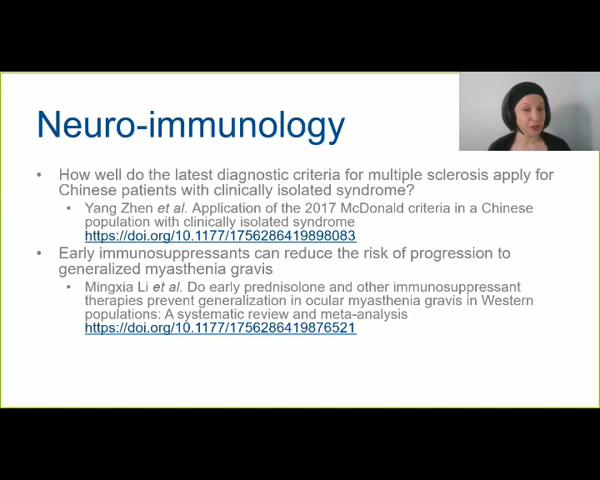 Neuro-immunology
• How well do the latest diagnostic criteria for multiple sclerosis apply for
Chinese patients with clinically isolated syndrome?
• Yang Zhen et al. Application of the 2017 McDonald criteria in a Chinese
population with clinically isolated syndrome
https://doi.org/10.1177/1756286419898083
• Early immunosuppressants can reduce the risk of progression to
generalized myasthenia gravis
• Mingxia Li et al. Do early prednisolone and other immunosuppressant
therapies prevent generalization in ocular myasthenia gravis in Western
populations: A systematic review and meta-analysis
https://doi.org/10.1177/1756286419876521